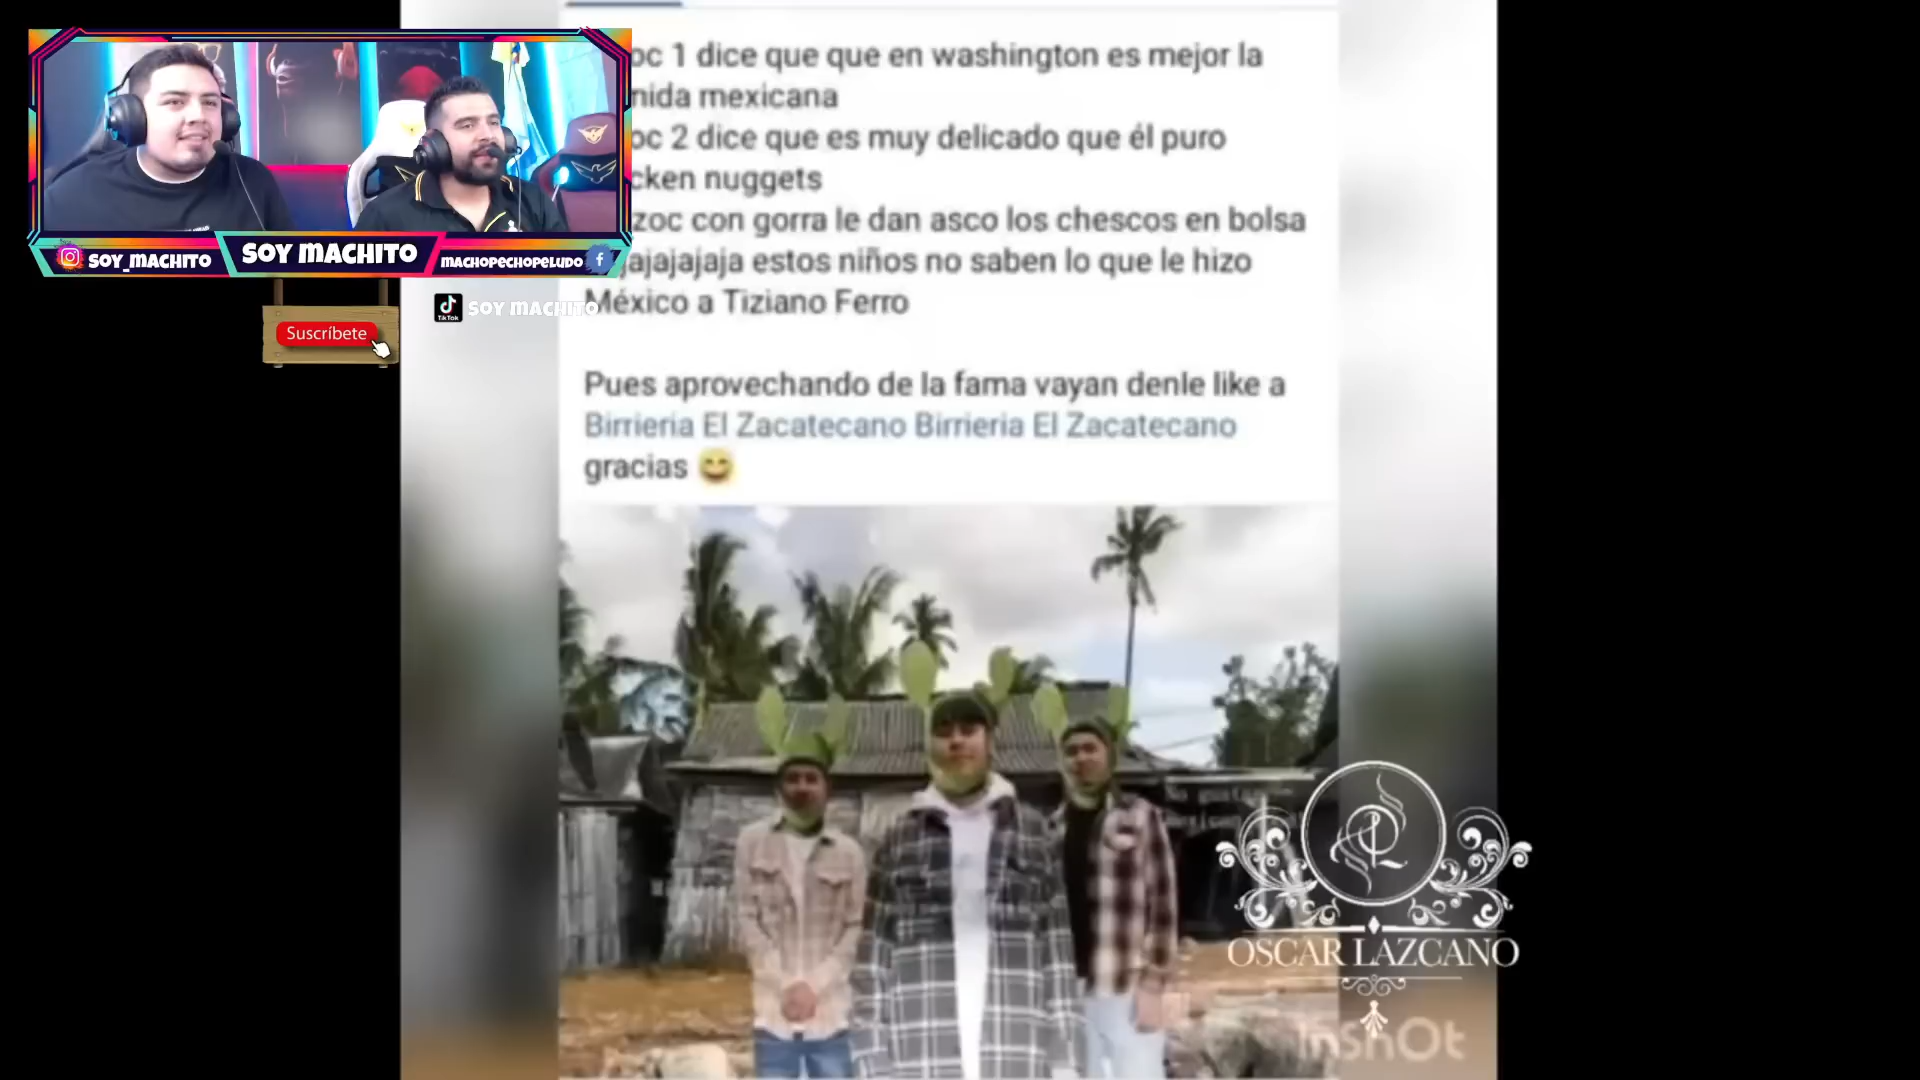 oc 1 dice que que en washington es mejor la
nida mexicana
oc 2 dice que es muy delicado que él puro
cken nuggets
zoc con gorra le dan asco los chescos en bolsa
jajajajaja estos niños no saben lo que le hizo
México a Tiziano Ferro
Pues aprovechando de la fama vayan denle like a
Birrieria El Zacatecano Birrieria El Zacatecano
gracias
SOY_MACHITO
SOY MACHITO
MACHOPECHOPELUDO
Suscríbete
TikTok
SOY MACHITO
OSCAR LAZCANO
InShOt